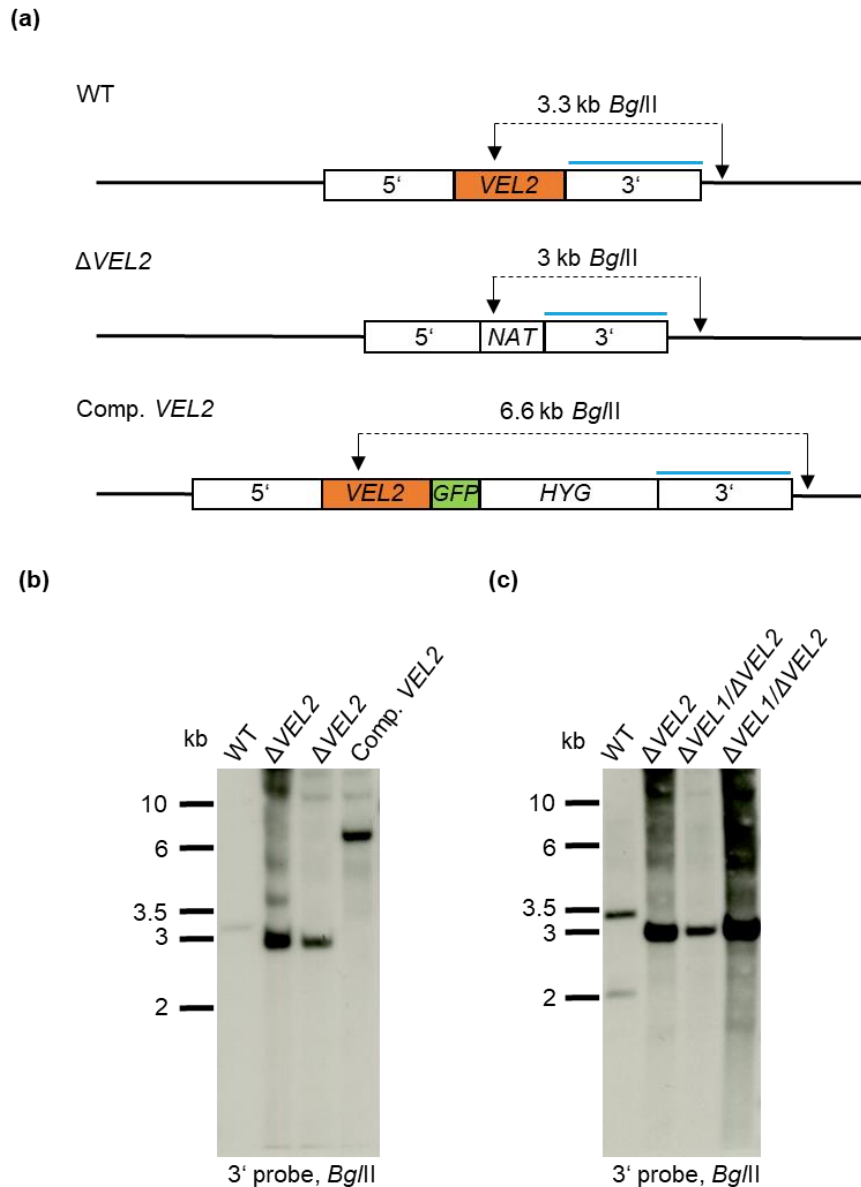 (a)
WT
3.3 kb BglII
5‘ VEL2 3‘
ΔVEL2
3 kb BglII
5‘ NAT 3‘
Comp. VEL2
6.6 kb BglII
5‘ VEL2 GFP HYG 3‘
(b)
kb WT ΔVEL2 ΔVEL2 Comp. VEL2
10
6
3.5
3
2
3‘ probe, BglII
(c)
kb WT ΔVEL2 ΔVEL1/ΔVEL2 ΔVEL1/ΔVEL2
10
6
3.5
3
2
3‘ probe, BglII